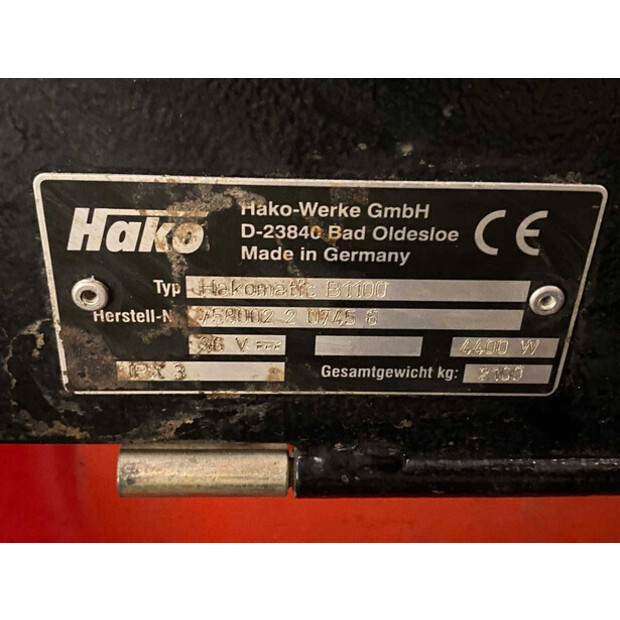 Hako
Hako-Werke GmbH
D-23840 Bad Oldesloe
Made in Germany
CE
Typ Hakomatic B1100
Herstell-N
36 V 4400 W
IPX 3 Gesamtgewicht kg: 2100